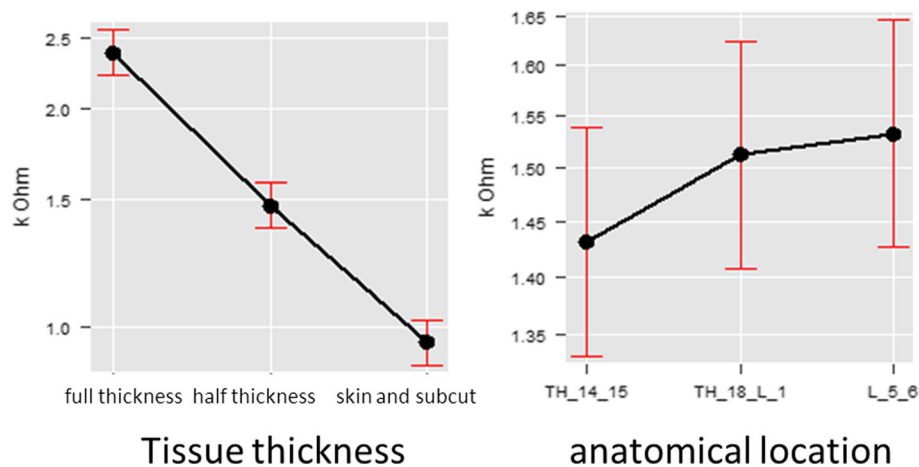 2.5
2.0
1.5
1.0
k Ohm
full thickness half thickness skin and subcut
Tissue thickness
1.65
1.60
1.55
1.50
1.45
1.40
1.35
k Ohm
TH_14_15 TH_18_L_1 L_5_6
anatomical location